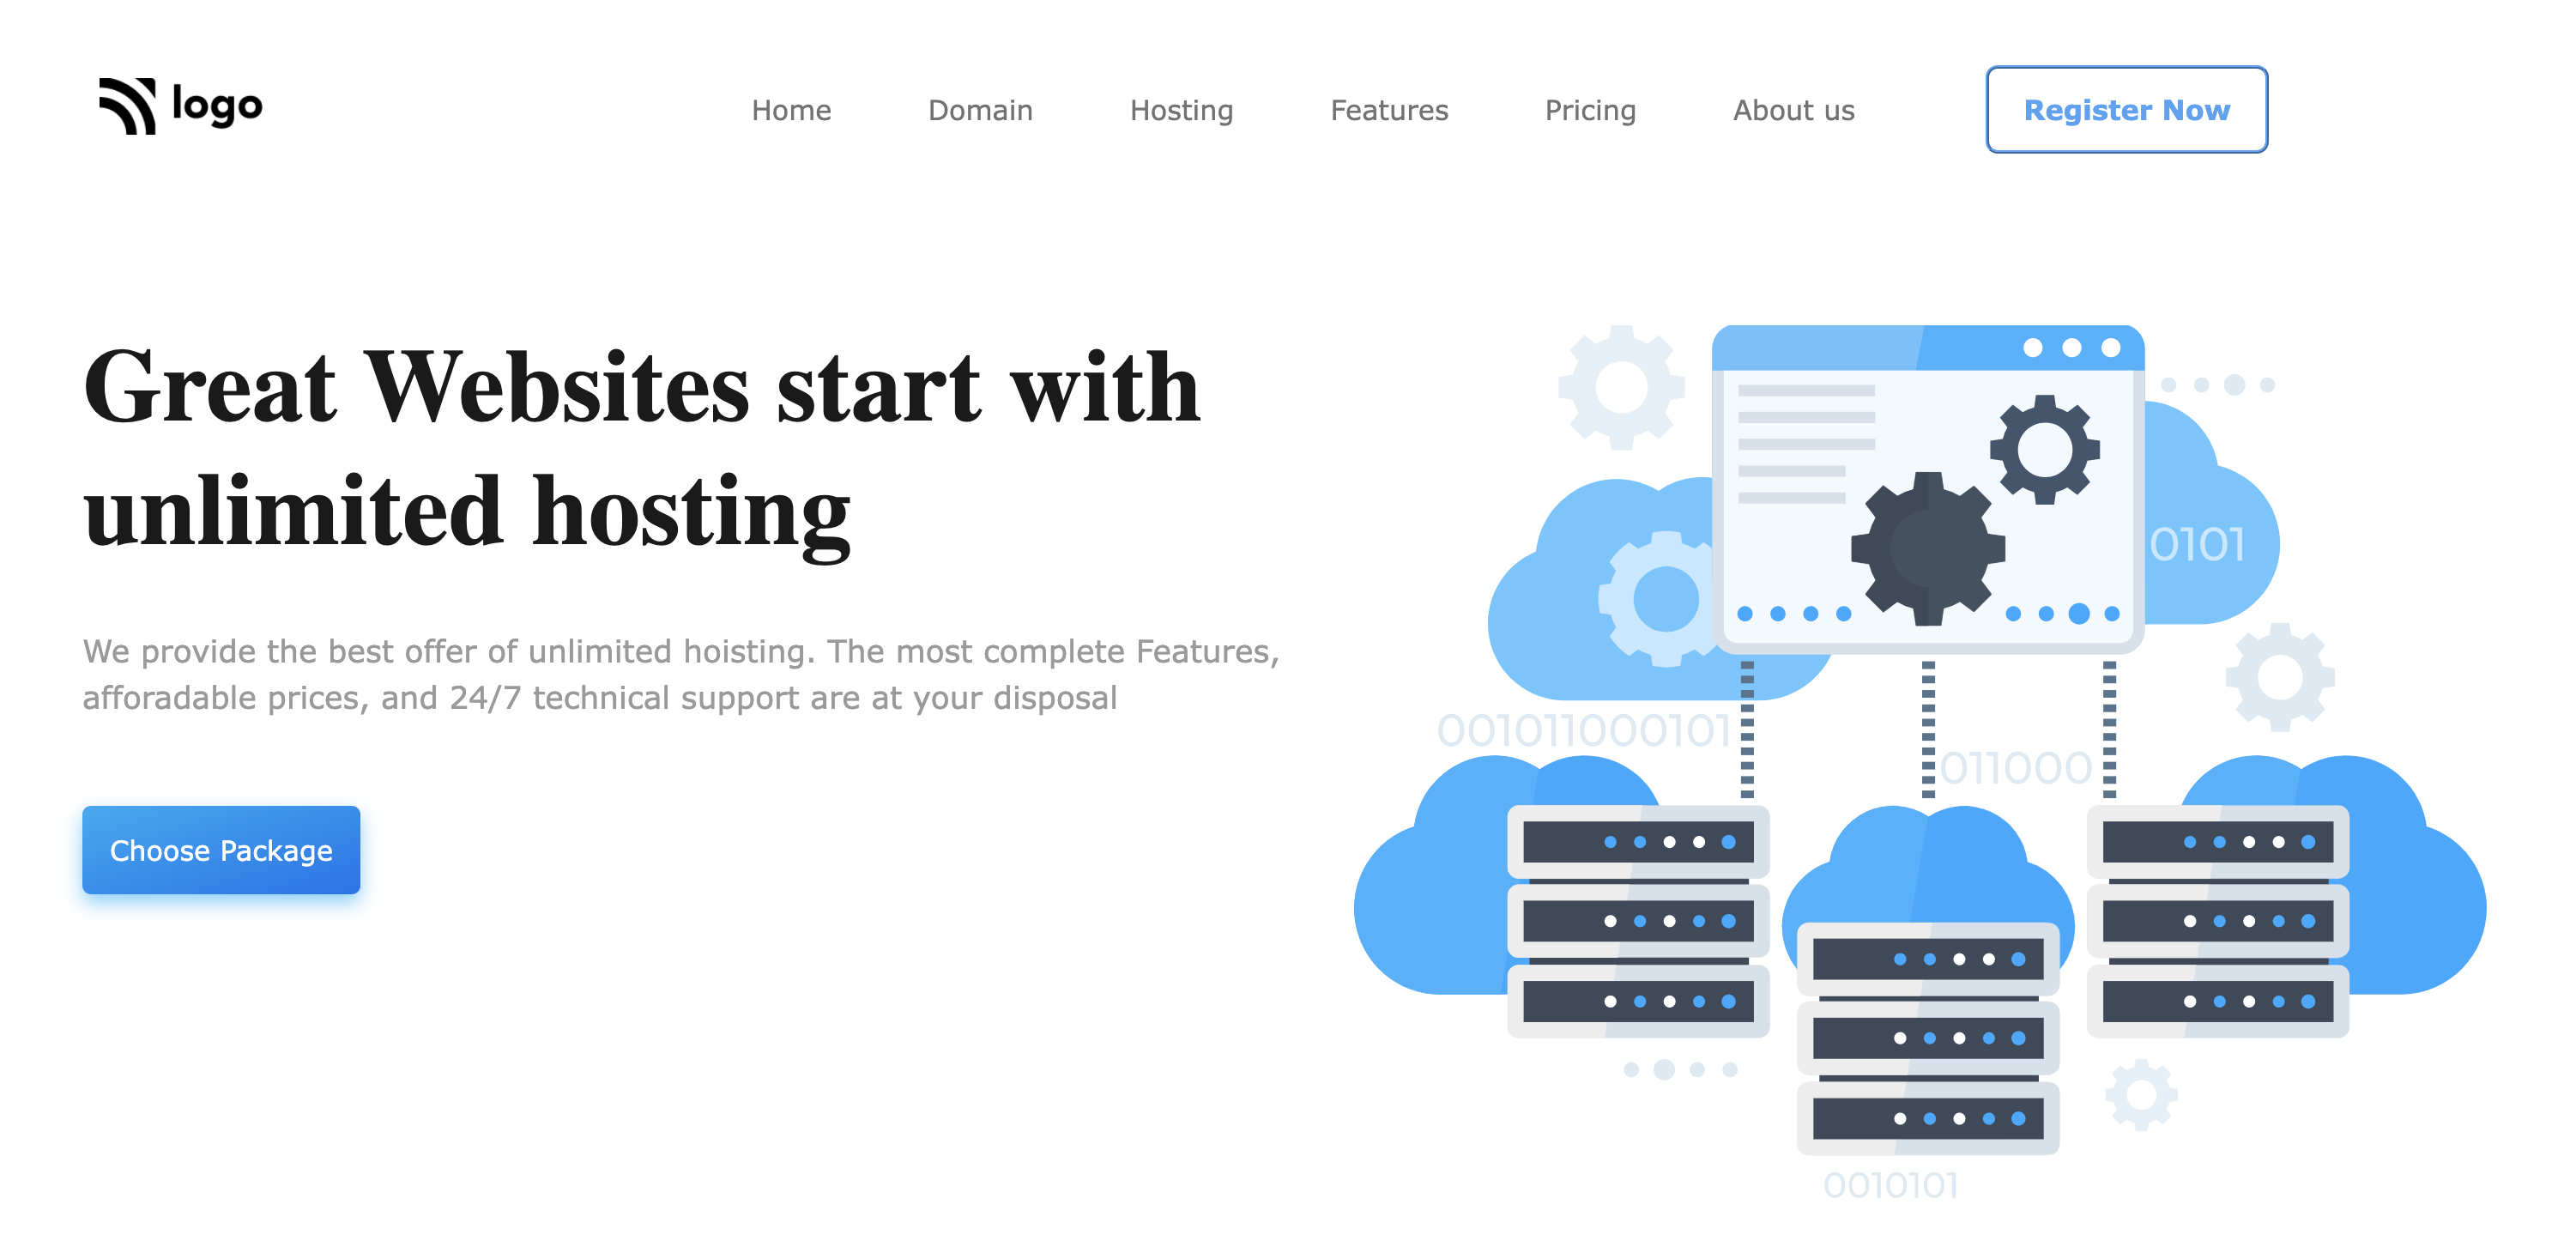 logo
Home Domain Hosting Features Pricing About us Register Now
Great Websites start with
unlimited hosting
We provide the best offer of unlimited hoisting. The most complete Features,
afforadable prices, and 24/7 technical support are at your disposal
Choose Package
0101
001011000101
011000
0010101